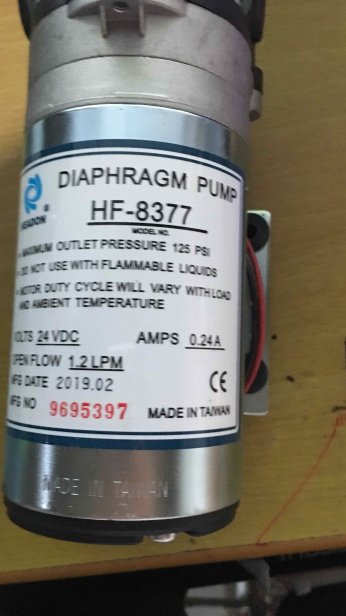 DIAPHRAGM PUMP
HF-8377
MODEL NO.
HEADON ®
MAXIMUM OUTLET PRESSURE 125 PSI
DO NOT USE WITH FLAMMABLE LIQUIDS
MOTOR DUTY CYCLE WILL VARY WITH LOAD
AND AMBIENT TEMPERATURE
VOLTS 24 VDC AMPS 0.24A
OPEN FLOW 1.2 LPM
MFG DATE 2019.02 CE
MFG NO 9695397 MADE IN TAIWAN
MADE IN TAIWAN